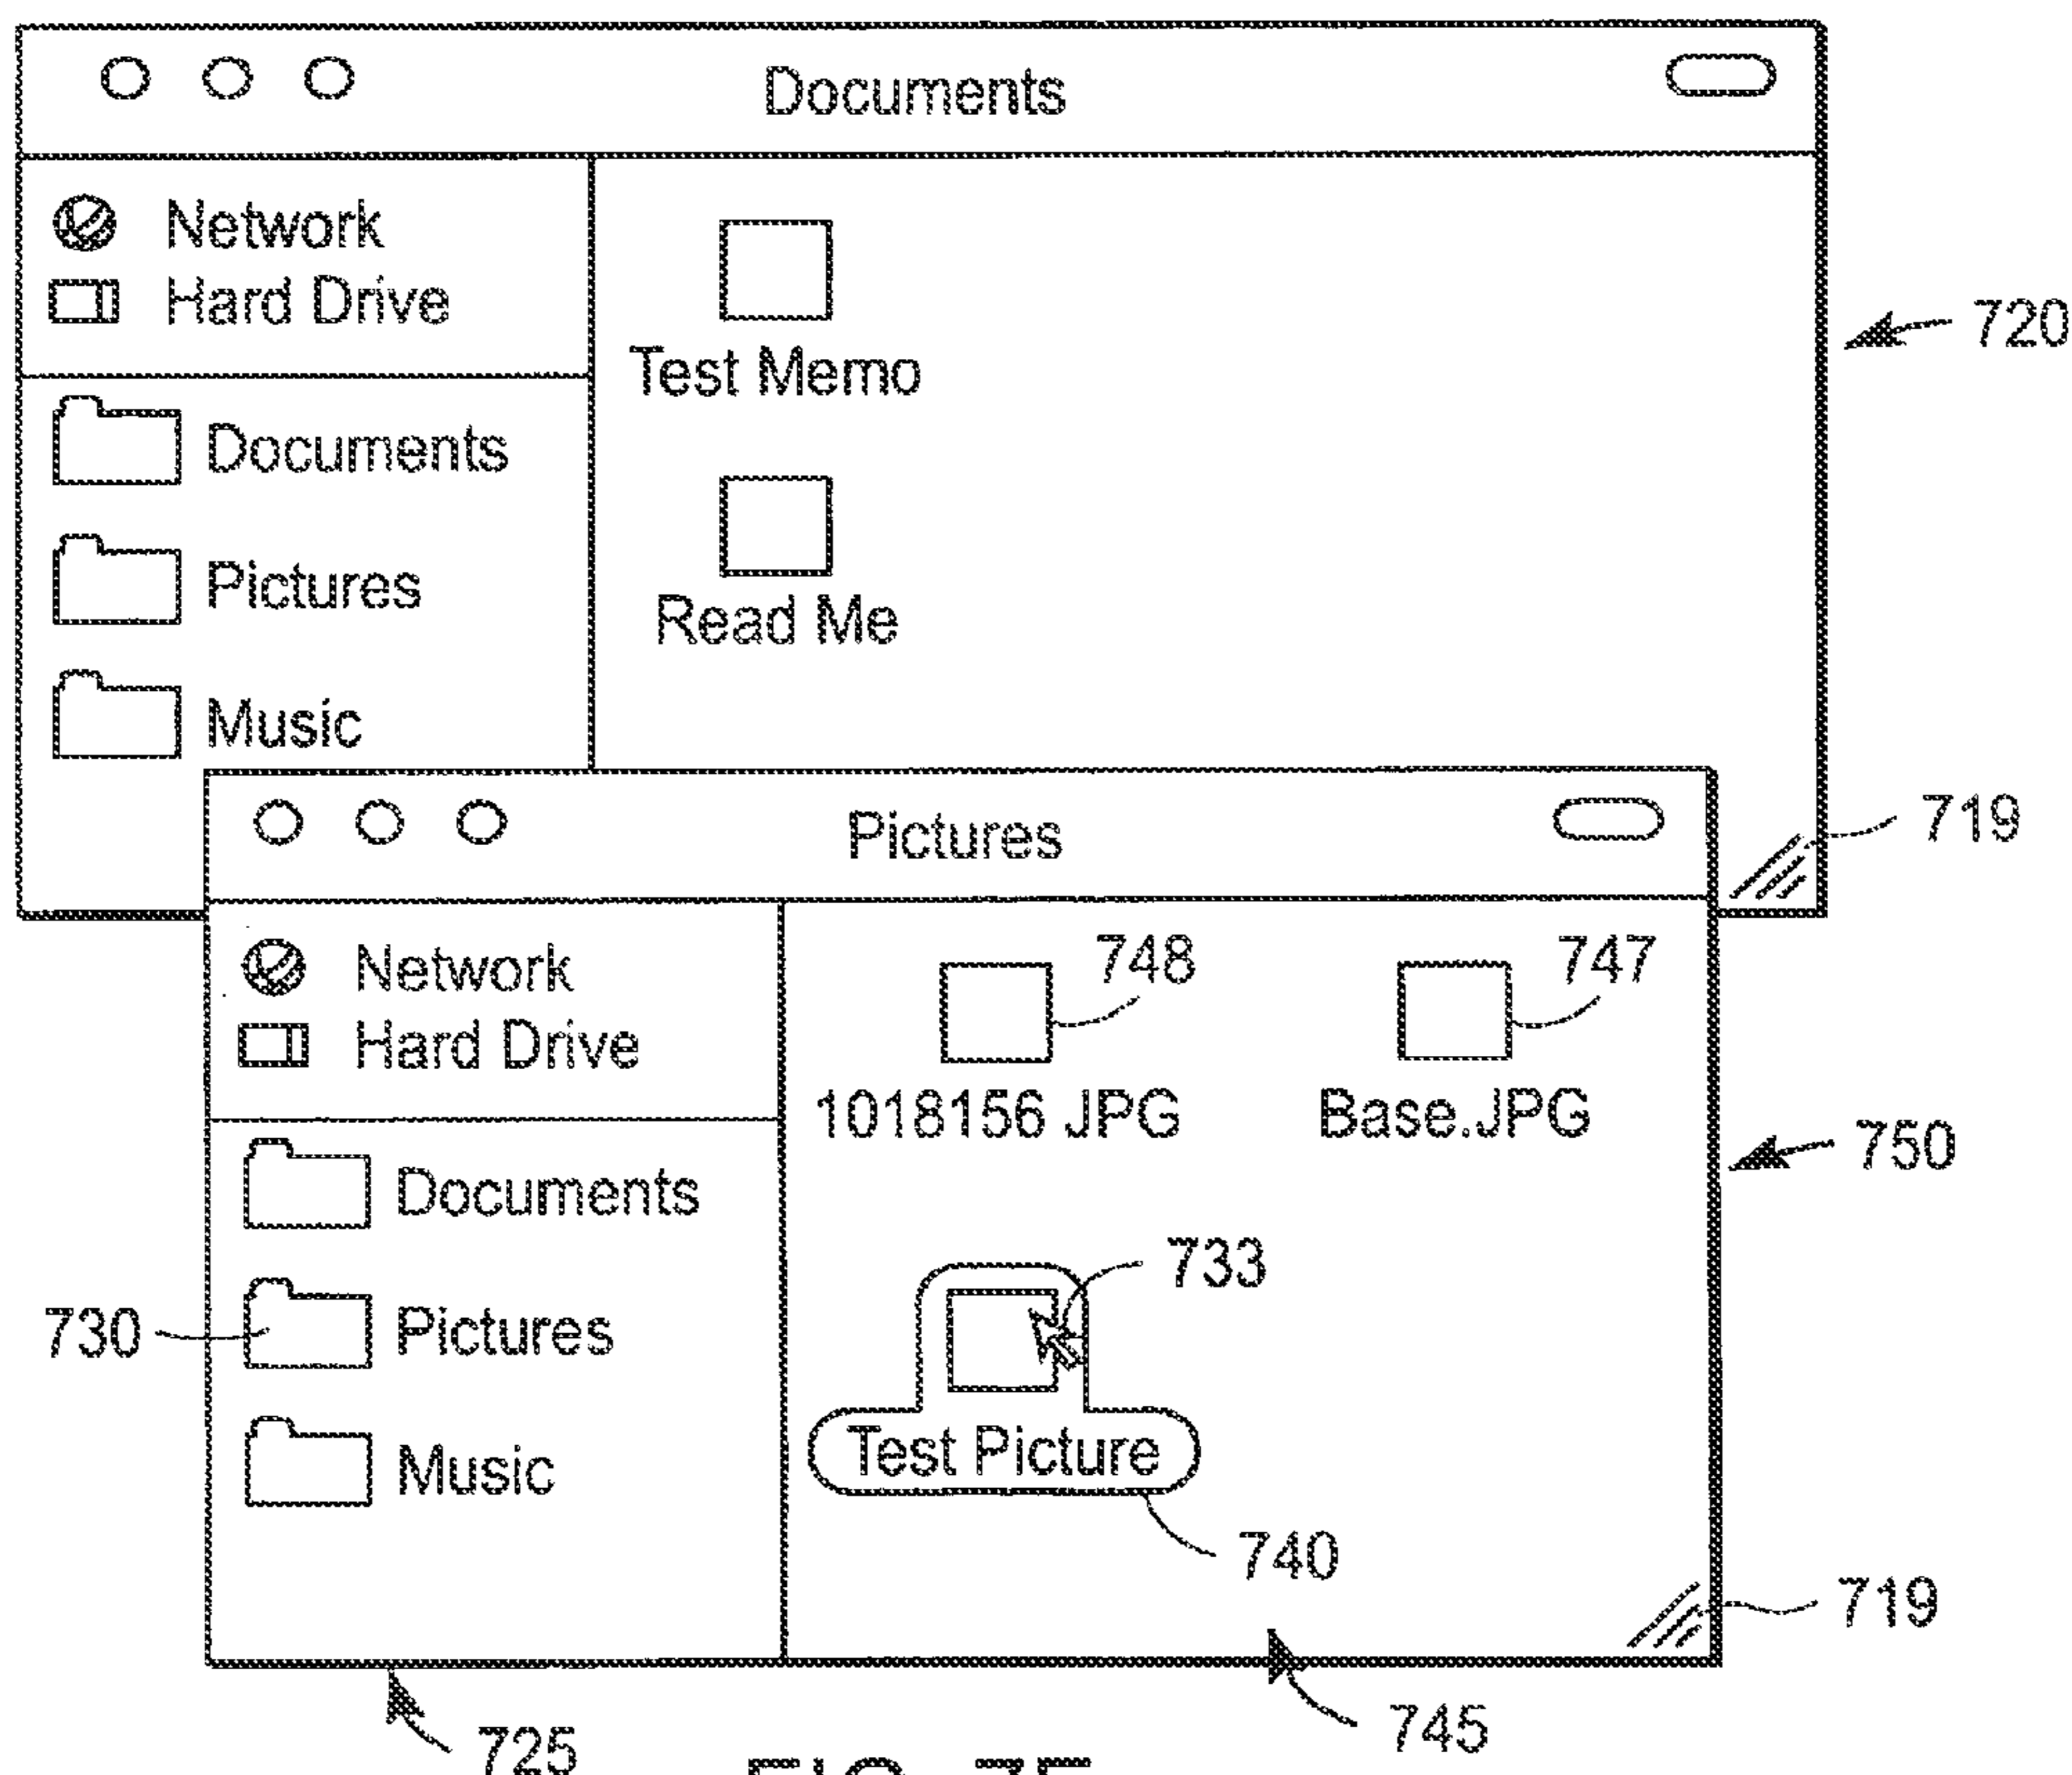 Documents
Network
Hard Drive
Documents
Pictures
Music
Test Memo
Read Me
720
719
Pictures
Network
Hard Drive
Documents
730
Pictures
Music
748
747
1018156 JPG
Base.JPG
750
733
Test Picture
740
719
725
745